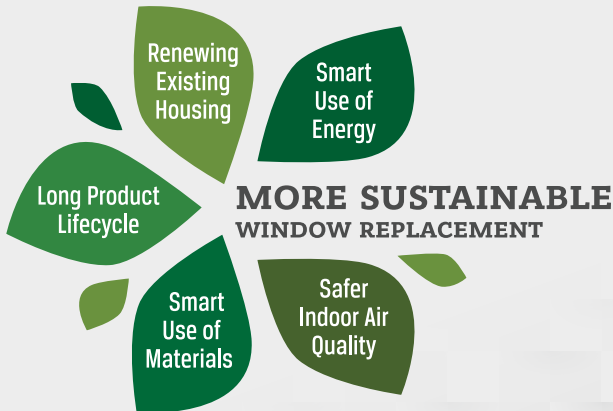 Renewing
Existing
Housing
Smart
Use of
Energy
Long Product
Lifecycle
MORE SUSTAINABLE
WINDOW REPLACEMENT
Smart
Use of
Materials
Safer
Indoor Air
Quality